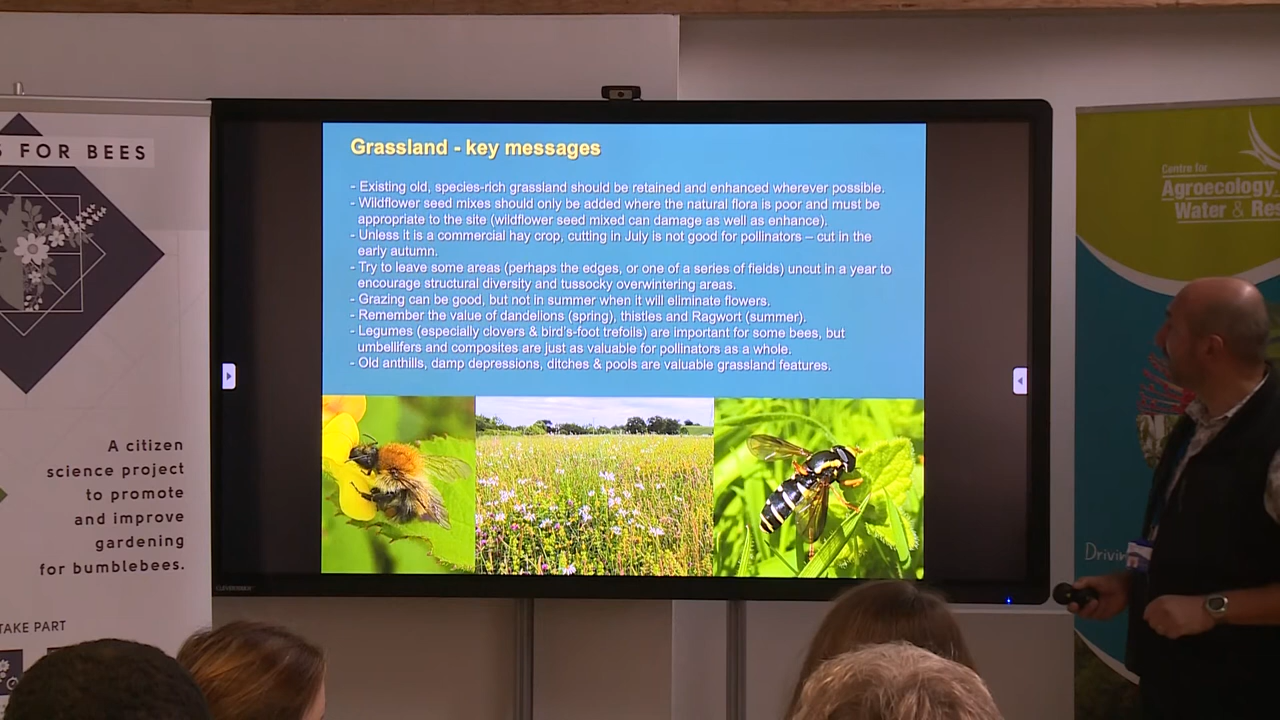 FOR BEES
A citizen
science project
to promote
and improve
gardening
for bumblebees.
TAKE PART
Grassland - key messages
- Existing old, species-rich grassland should be retained and enhanced wherever possible.
- Wildflower seed mixes should only be added where the natural flora is poor and must be
appropriate to the site (wildflower seed mixed can damage as well as enhance).
- Unless it is a commercial hay crop, cutting in July is not good for pollinators – cut in the
early autumn.
- Try to leave some areas (perhaps the edges, or one of a series of fields) uncut in a year to
encourage structural diversity and tussocky overwintering areas.
- Grazing can be good, but not in summer when it will eliminate flowers.
- Remember the value of dandelions (spring), thistles and Ragwort (summer).
- Legumes (especially clovers & bird's-foot trefoils) are important for some bees, but
umbellifers and composites are just as valuable for pollinators as a whole.
- Old anthills, damp depressions, ditches & pools are valuable grassland features.
Centre for
Agroecology
Water & Res
Drivin